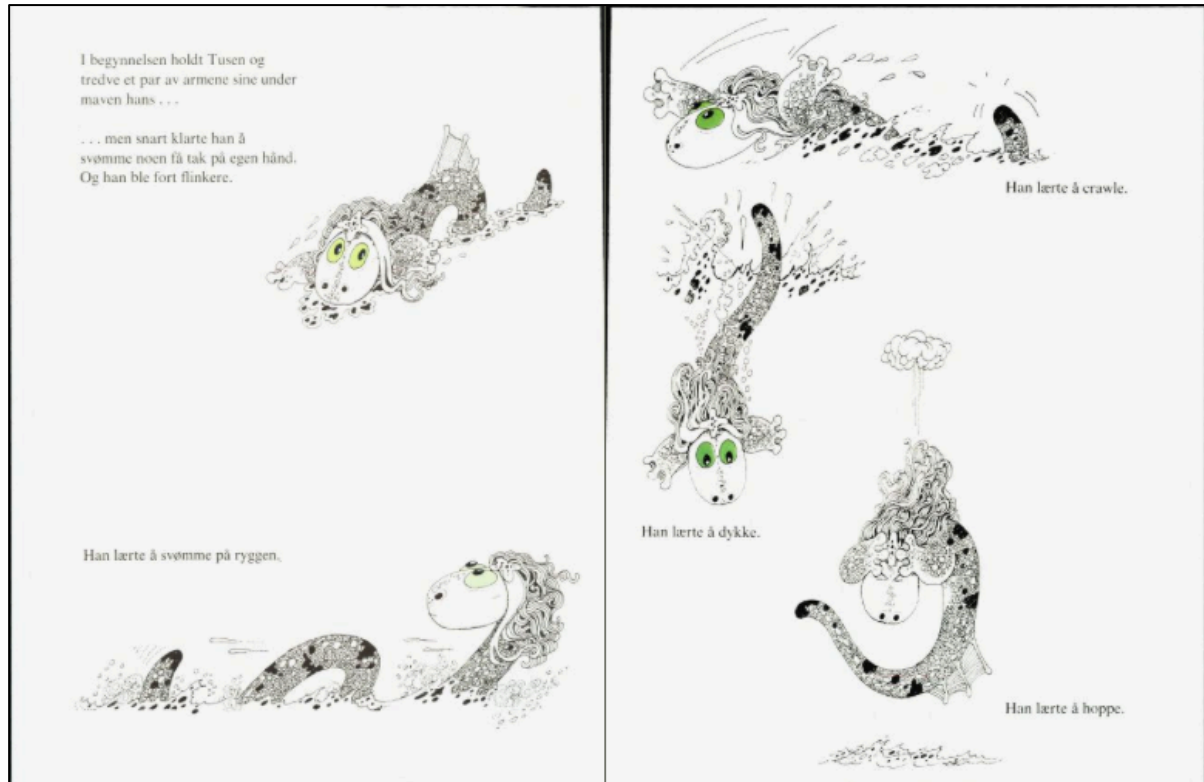 I begynnelsen holdt Tusen og
tredve et par av armene sine under
maven hans . . .
. . . men snart klarte han å
svømme noen få tak på egen hånd.
Og han ble fort flinkere.
Han lærte å svømme på ryggen.
Han lærte å crawle.
Han lærte å dykke.
Han lærte å hoppe.